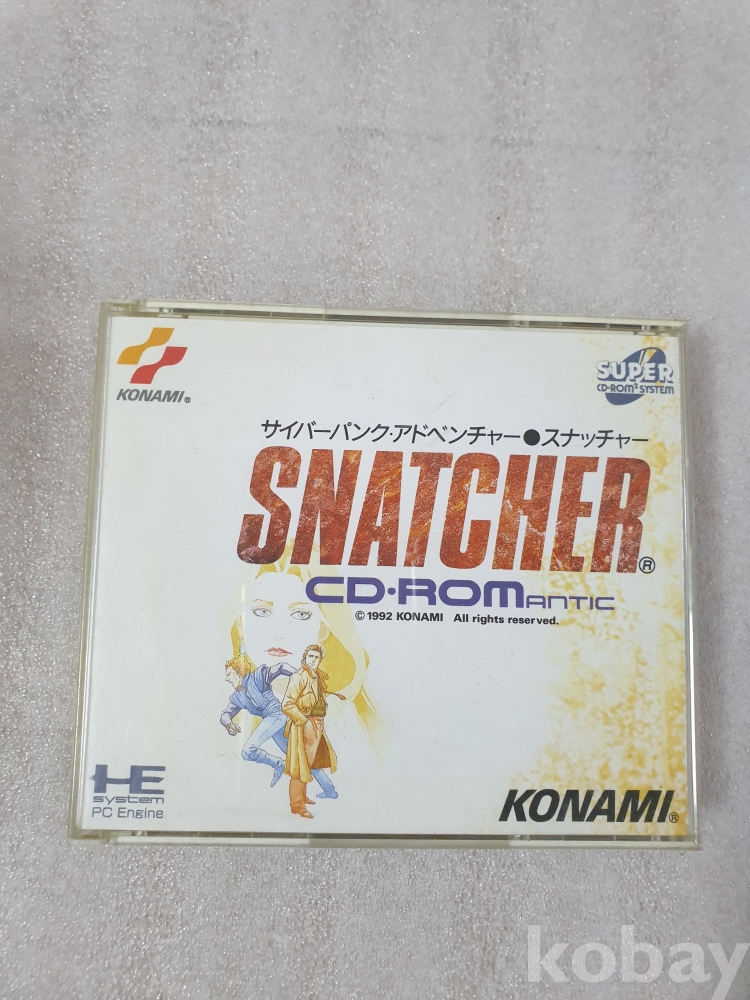 KONAMI®
SUPER
CD-ROM² SYSTEM
サイバーパンク・アドベンチャー●スナッチャー
SNATCHER®
CD・ROMANTIC
© 1992 KONAMI All rights reserved.
HE
system
PC Engine
KONAMI®
kobay